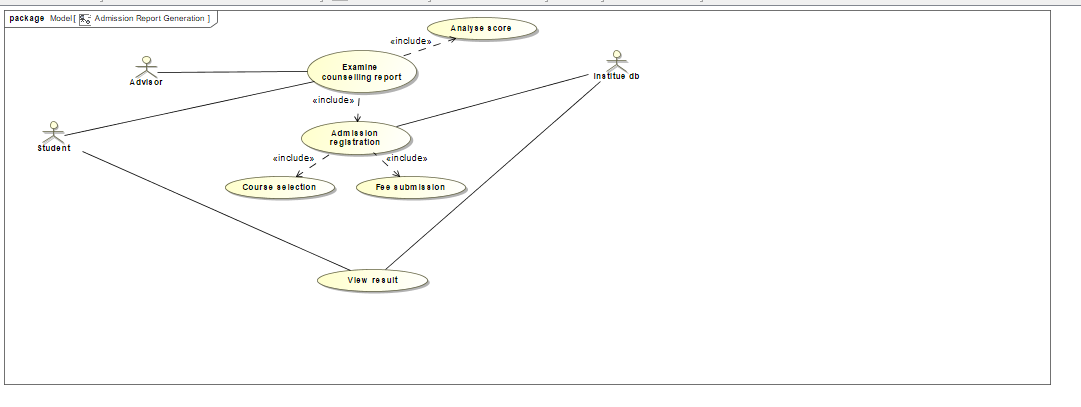 package Model[ Admission Report Generation ]
Analyse score
«include»
Examine
counselling report
Advisor
Institue db
«include»
Student
Admission
registration
«include»
«include»
Course selection
Fee submission
View result